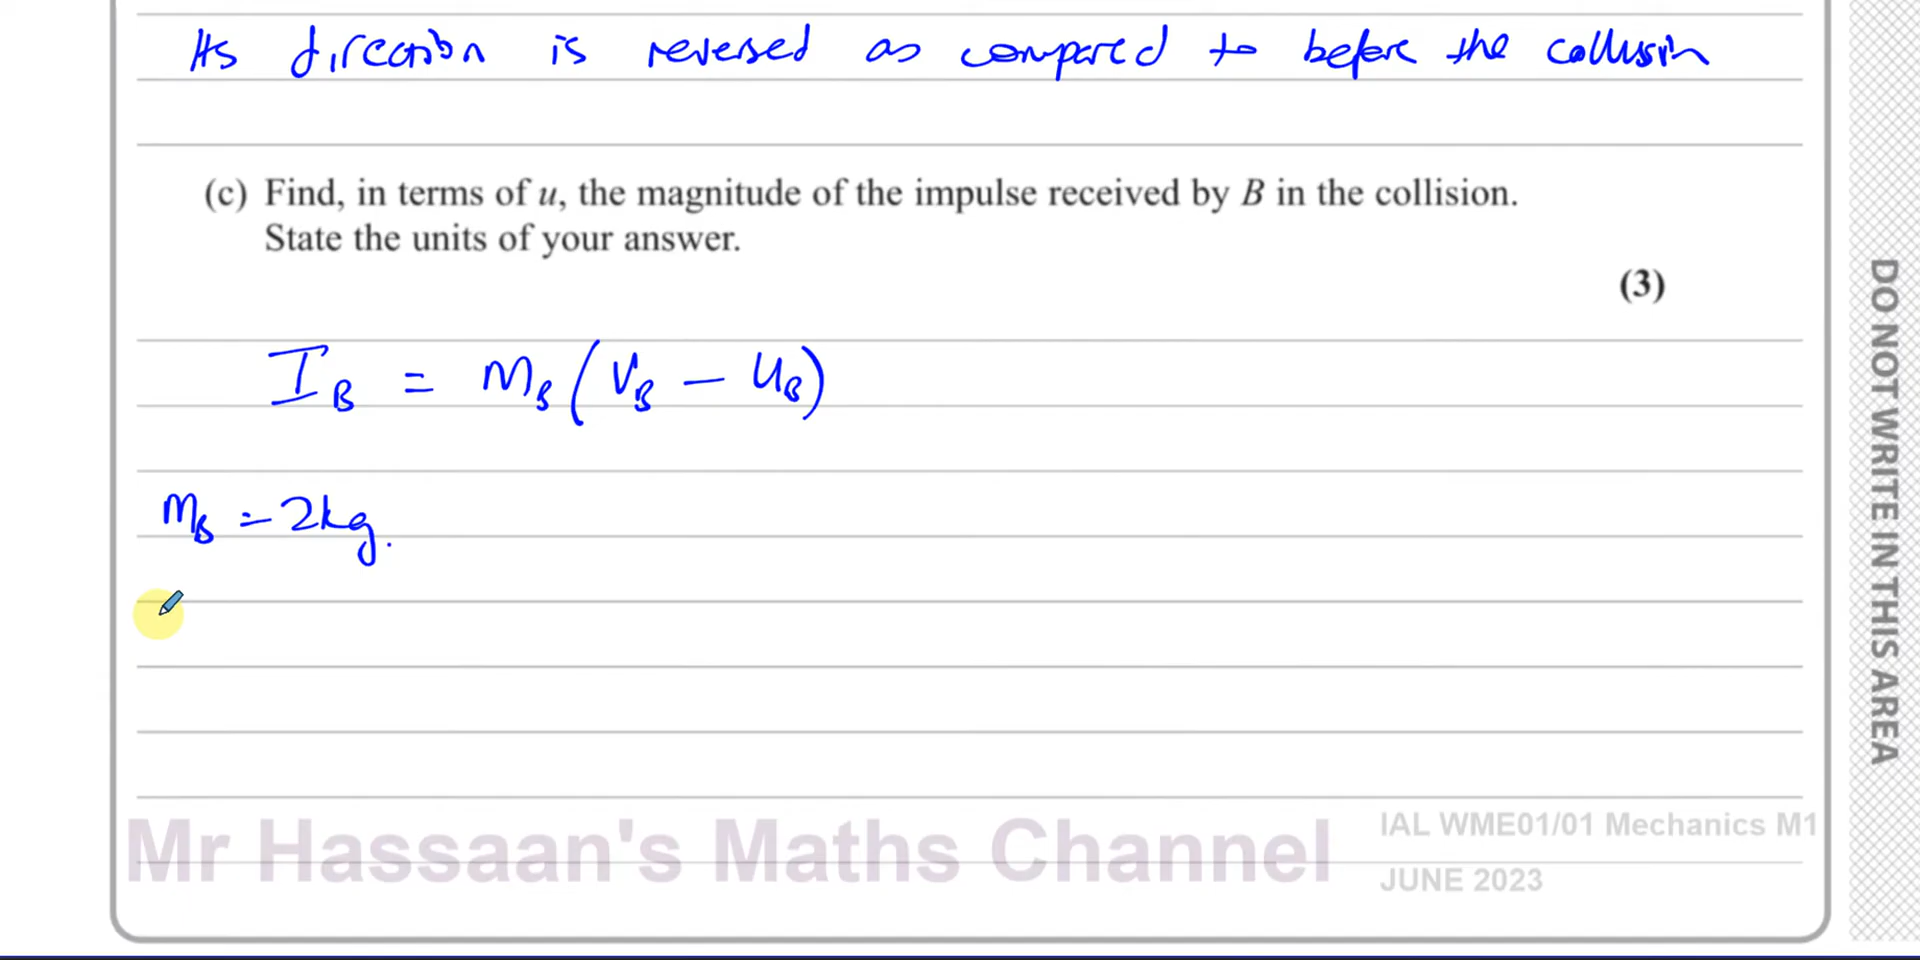 Its direction is reversed as compared to before the collusin
(c) Find, in terms of u, the magnitude of the impulse received by B in the collision.
State the units of your answer.
(3)
I_B = M_B (V_B − U_B)
M_B = 2kg.
DO NOT WRITE IN THIS AREA
Mr Hassaan's Maths Channel
IAL WME01/01 Mechanics M1
JUNE 2023